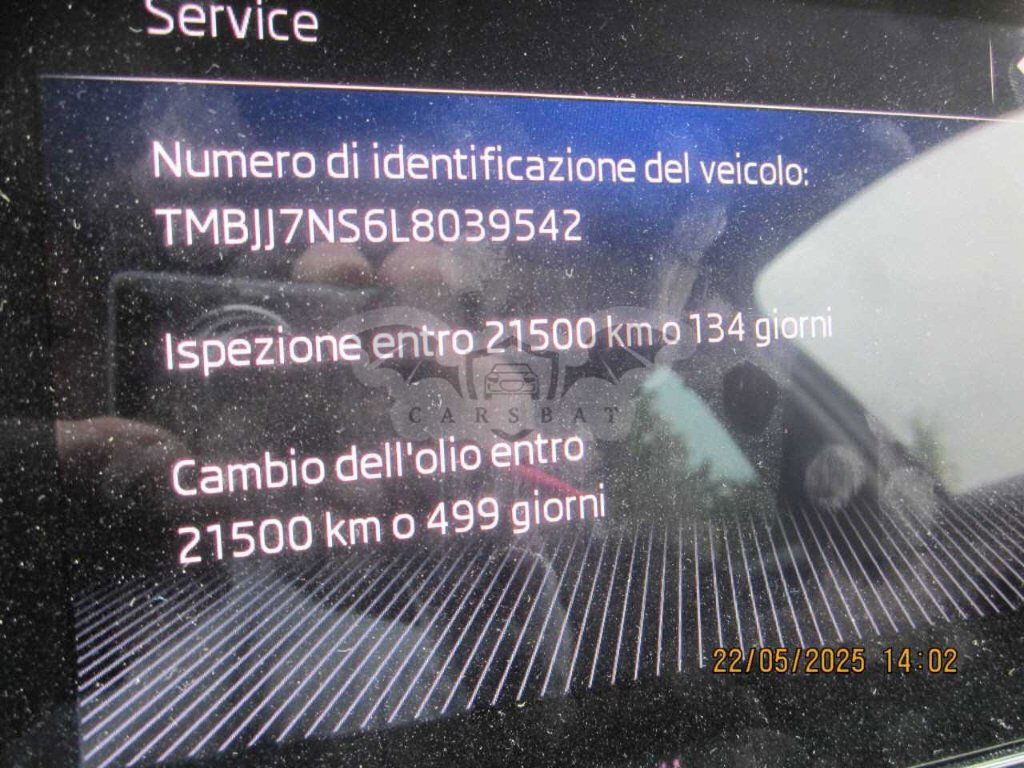 Service
Numero di identificazione del veicolo:
TMBJJ7NS6L8039542
Ispezione entro 21500 km o 134 giorni
CARSBAT
Cambio dell'olio entro
21500 km o 499 giorni
22/05/2025 14:02